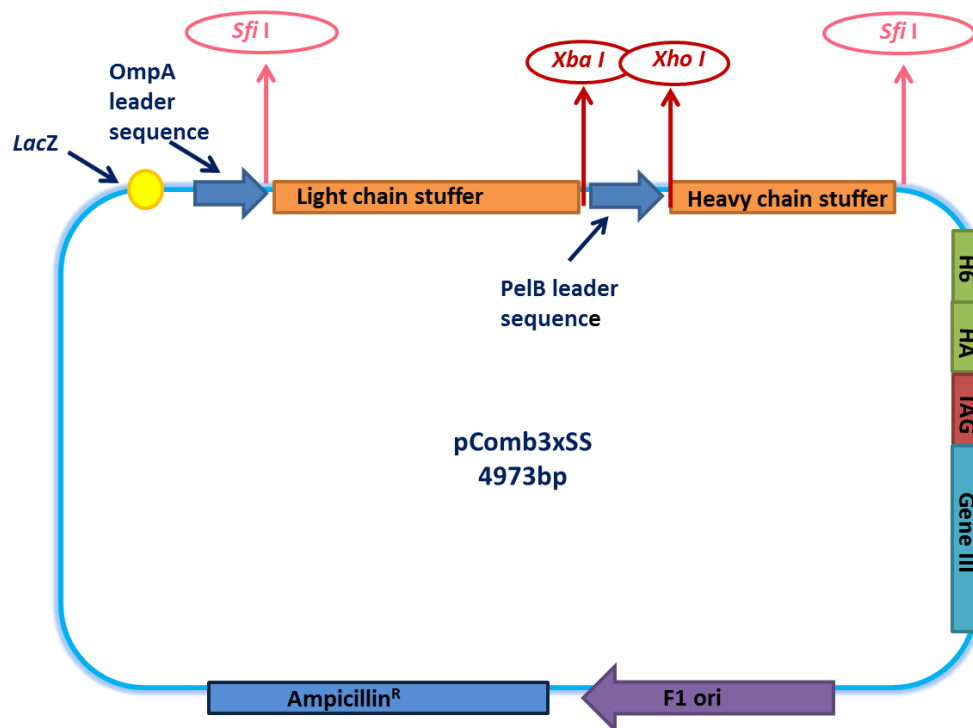 Sfi I
Sfi I
Xba I
Xho I
OmpA
leader
sequence
LacZ
Light chain stuffer
Heavy chain stuffer
PelB leader
sequence
H6
HA
TAG
Gene III
pComb3xSS
4973bp
Ampicillin^R
F1 ori